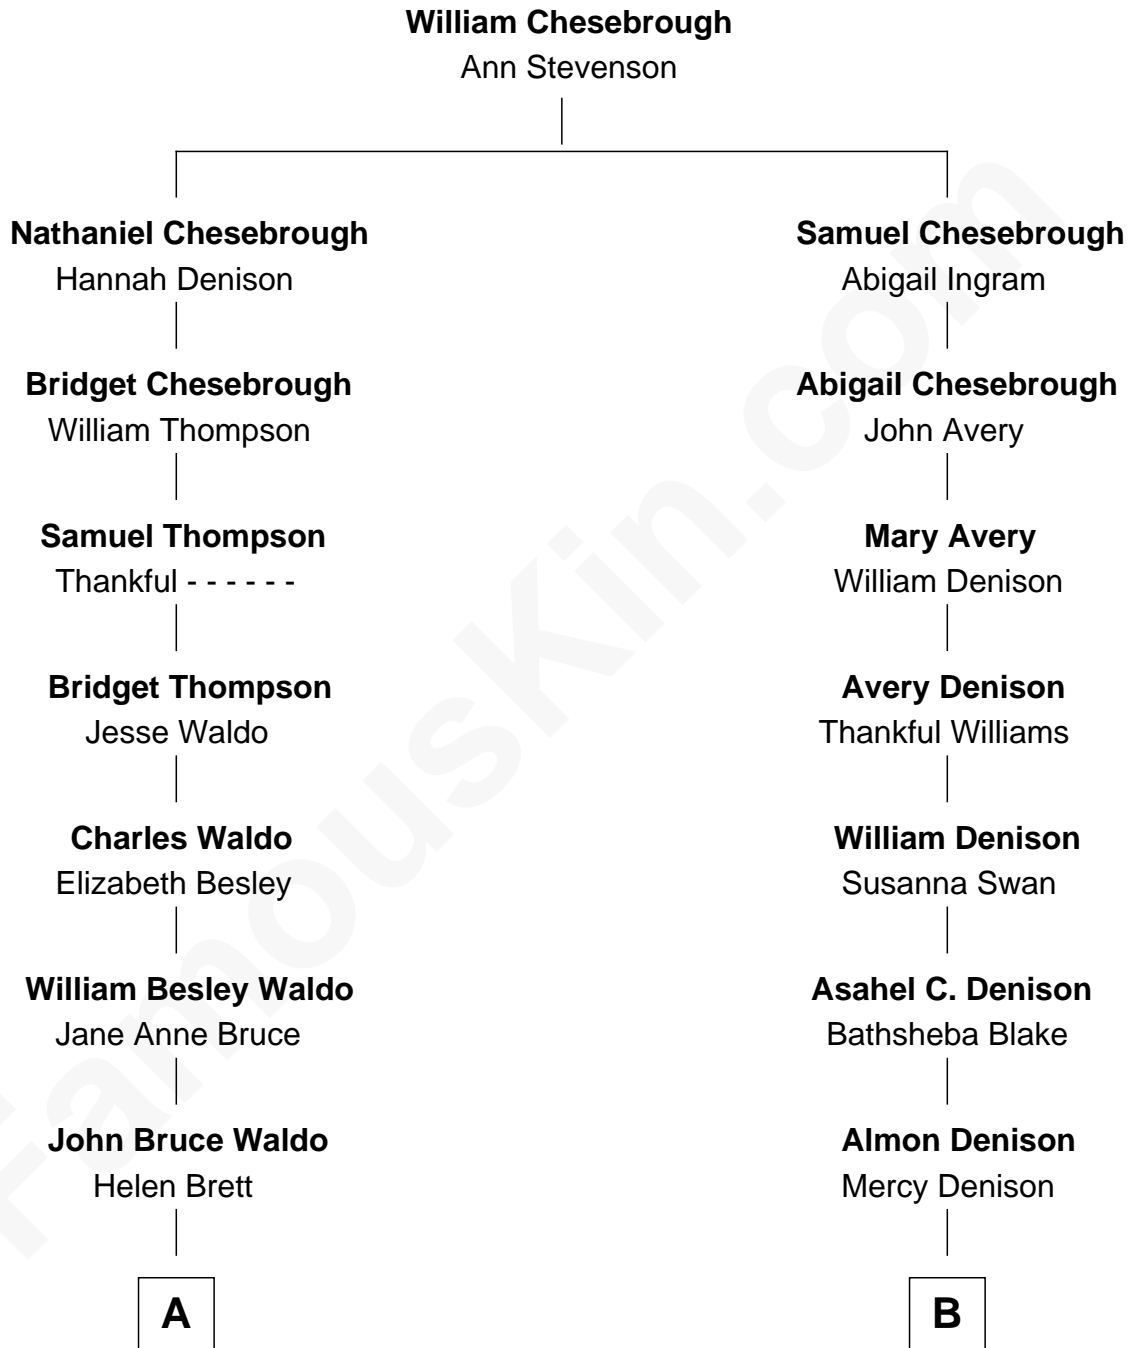 William Chesebrough
Ann Stevenson
Nathaniel Chesebrough
Hannah Denison
Samuel Chesebrough
Abigail Ingram
Bridget Chesebrough
William Thompson
Abigail Chesebrough
John Avery
Samuel Thompson
Thankful - - - - - -
Mary Avery
William Denison
Bridget Thompson
Jesse Waldo
Avery Denison
Thankful Williams
Charles Waldo
Elizabeth Besley
William Denison
Susanna Swan
William Besley Waldo
Jane Anne Bruce
Asahel C. Denison
Bathsheba Blake
John Bruce Waldo
Helen Brett
Almon Denison
Mercy Denison
A
B
FamousKin.com